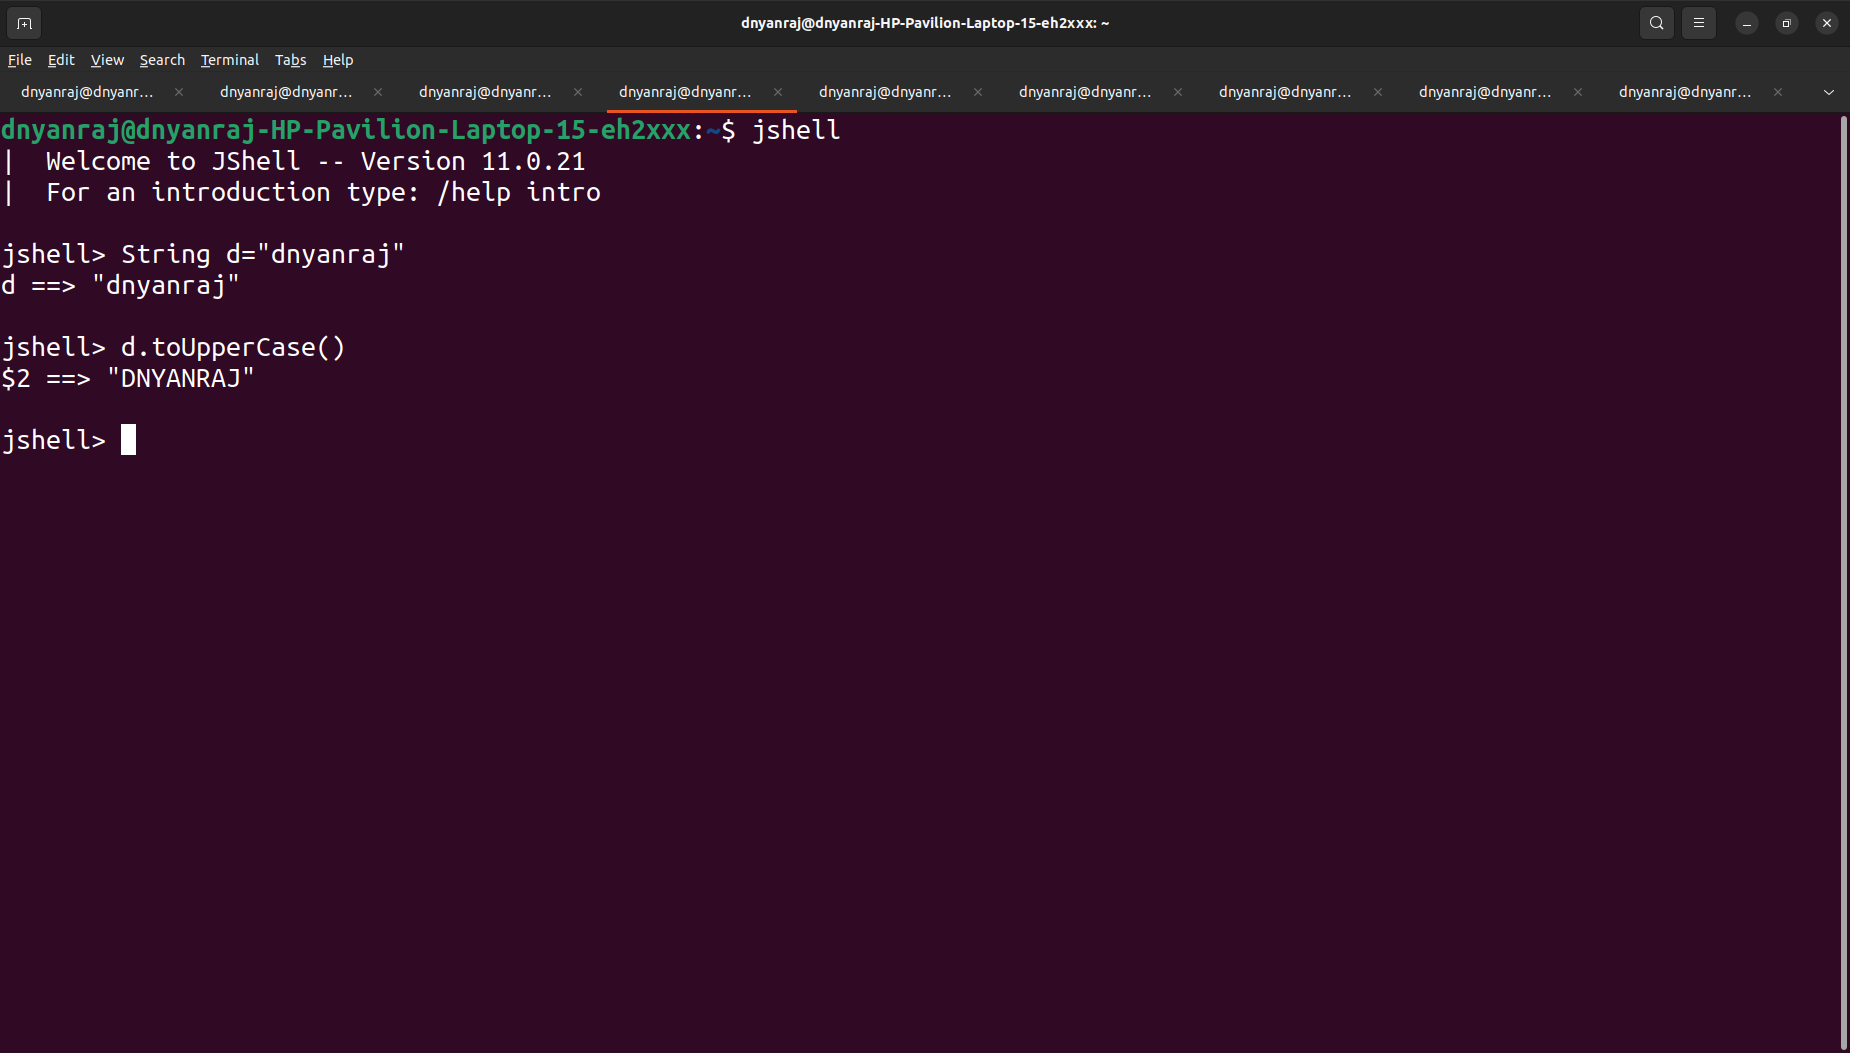 dnyanraj@dnyanraj-HP-Pavilion-Laptop-15-eh2xxx: ~
File Edit View Search Terminal Tabs Help
dnyanraj@dnyanr... dnyanraj@dnyanr... dnyanraj@dnyanr... dnyanraj@dnyanr... dnyanraj@dnyanr... dnyanraj@dnyanr... dnyanraj@dnyanr... dnyanraj@dnyanr... dnyanraj@dnyanr...
dnyanraj@dnyanraj-HP-Pavilion-Laptop-15-eh2xxx:~$ jshell
|  Welcome to JShell -- Version 11.0.21
|  For an introduction type: /help intro
jshell> String d="dnyanraj"
d ==> "dnyanraj"
jshell> d.toUpperCase()
$2 ==> "DNYANRAJ"
jshell>